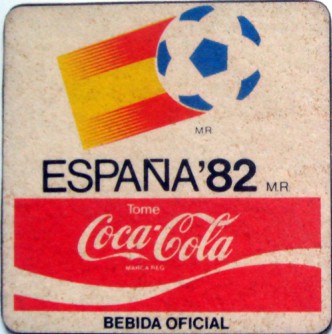 M.R.
ESPAÑA'82 M.R.
Tome
Coca-Cola
MARCA REG.
BEBIDA OFICIAL